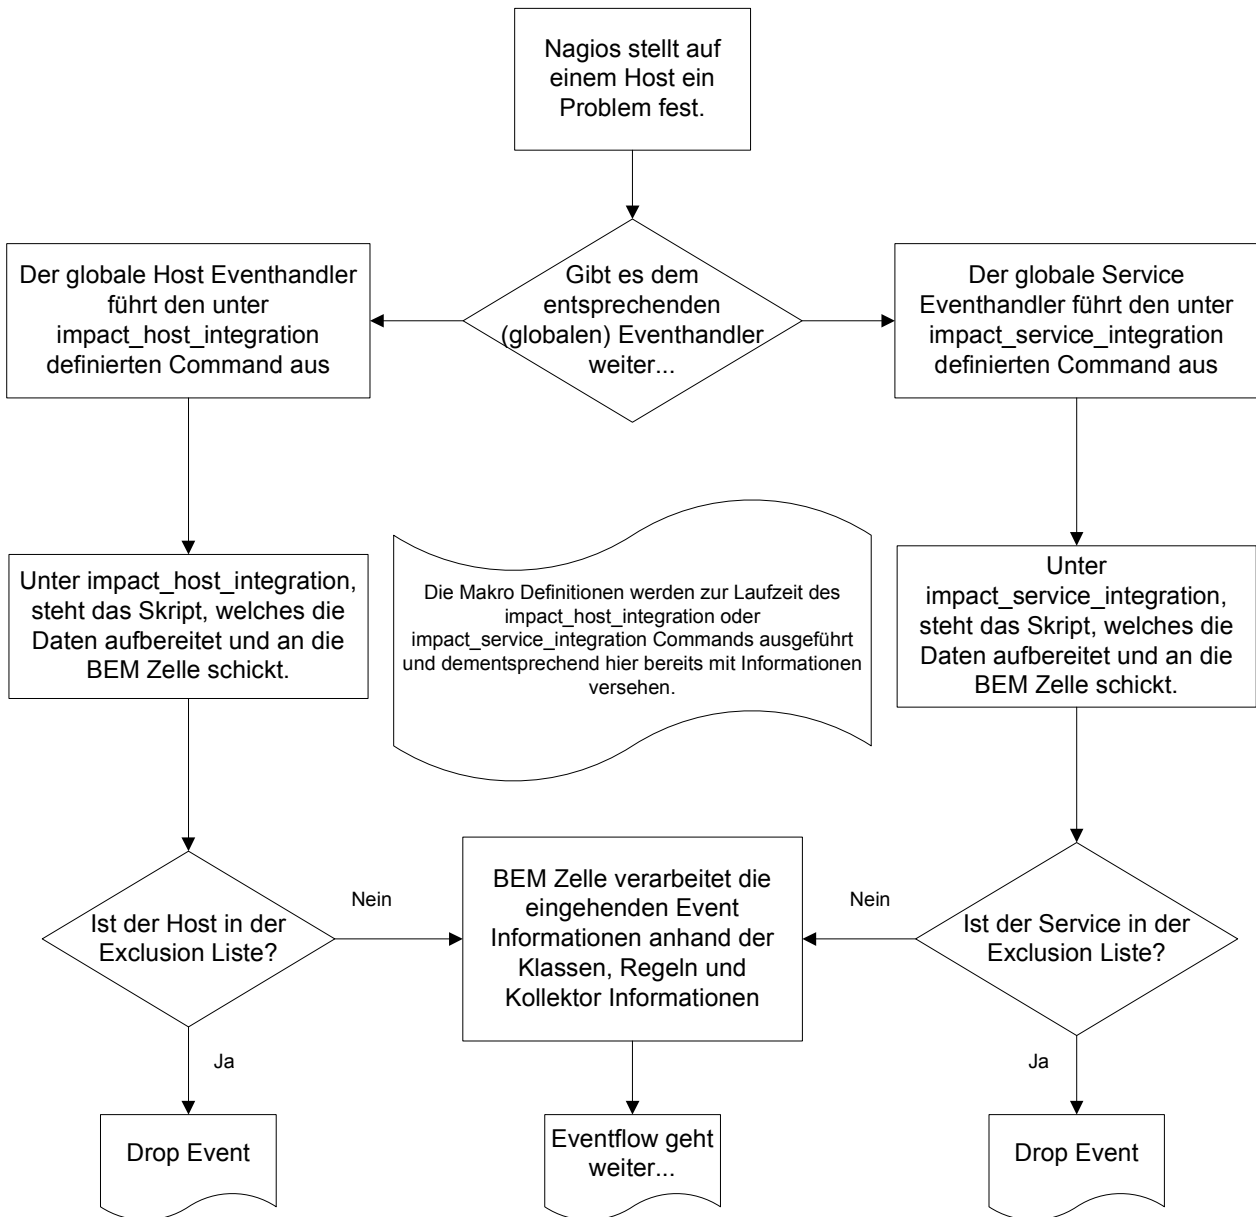 Nagios stellt auf
einem Host ein
Problem fest.
Gibt es dem
entsprechenden
(globalen) Eventhandler
weiter...
Der globale Host Eventhandler
führt den unter
impact_host_integration
definierten Command aus
Der globale Service
Eventhandler führt den unter
impact_service_integration
definierten Command aus
Unter impact_host_integration,
steht das Skript, welches die
Daten aufbereitet und an die
BEM Zelle schickt.
Die Makro Definitionen werden zur Laufzeit des
impact_host_integration oder
impact_service_integration Commands ausgeführt
und dementsprechend hier bereits mit Informationen
versehen.
Unter
impact_service_integration,
steht das Skript, welches die
Daten aufbereitet und an die
BEM Zelle schickt.
Ist der Host in der
Exclusion Liste?
Nein
BEM Zelle verarbeitet die
eingehenden Event
Informationen anhand der
Klassen, Regeln und
Kollektor Informationen
Nein
Ist der Service in der
Exclusion Liste?
Ja
Ja
Drop Event
Eventflow geht
weiter...
Drop Event